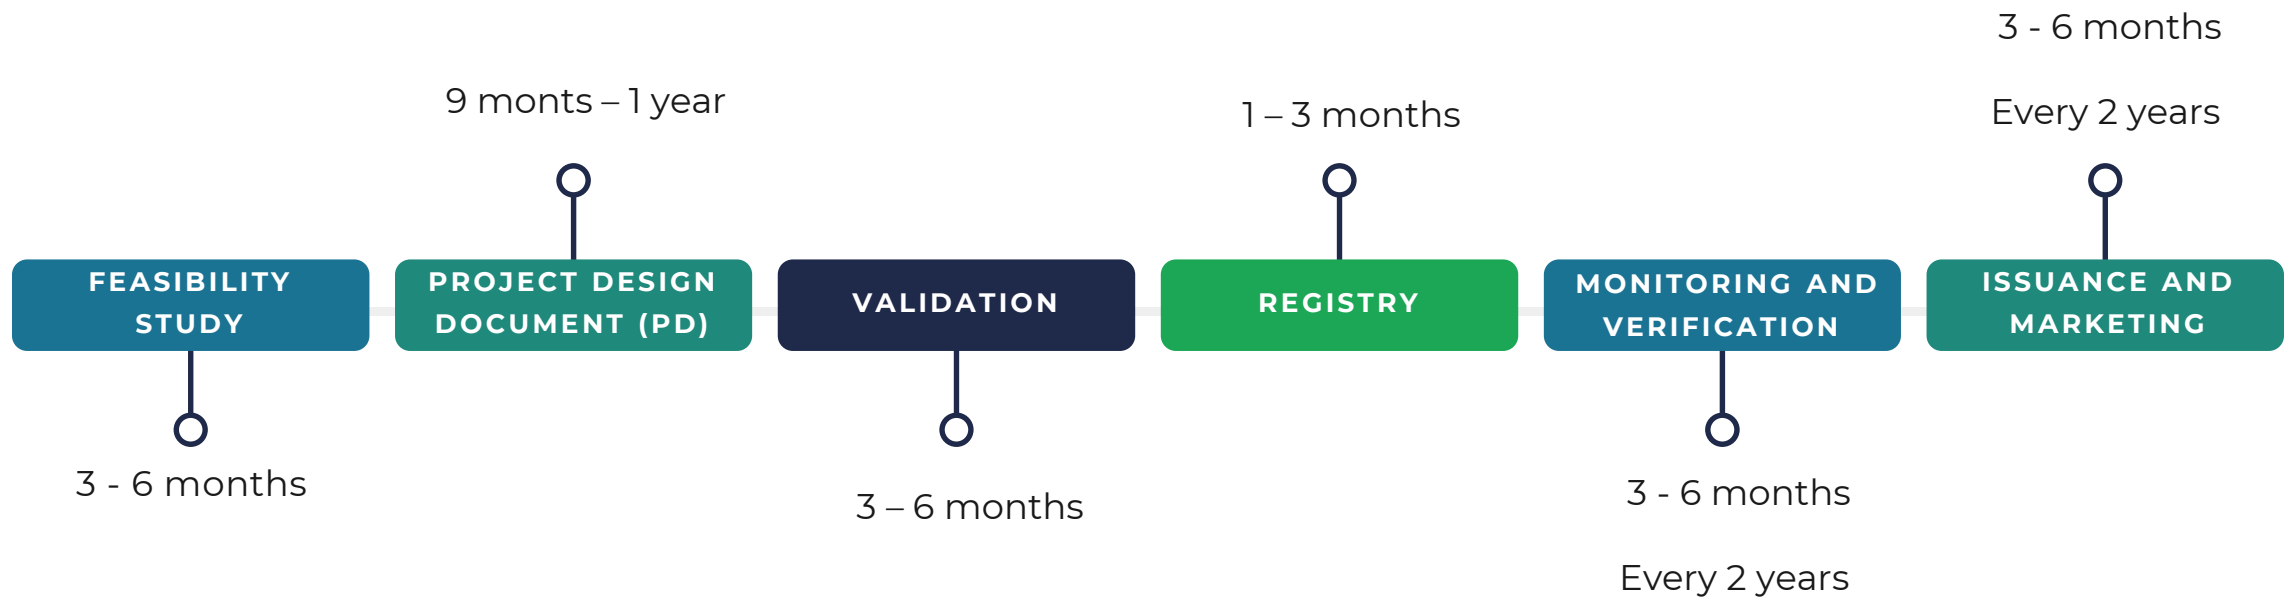 FEASIBILITY
STUDY
3 - 6 months
9 monts – 1 year
PROJECT DESIGN
DOCUMENT (PD)
VALIDATION
3 – 6 months
1 – 3 months
REGISTRY
MONITORING AND
VERIFICATION
3 - 6 months
Every 2 years
3 - 6 months
Every 2 years
ISSUANCE AND
MARKETING